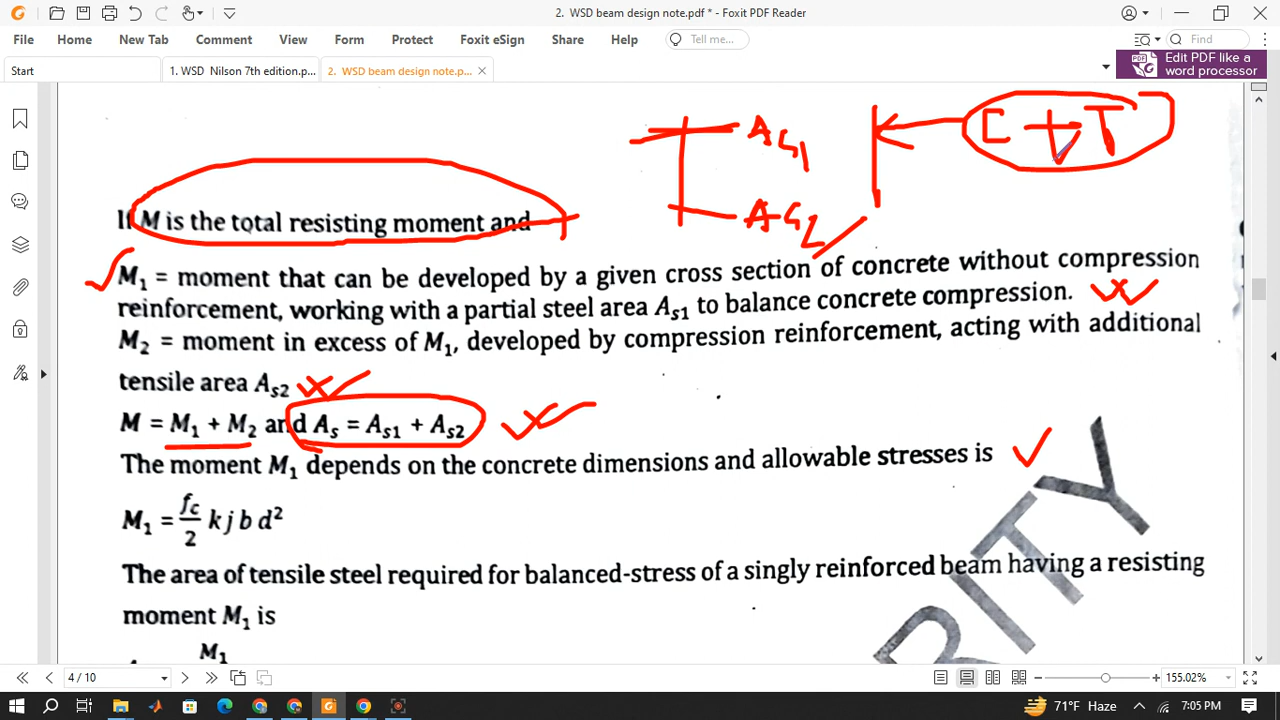 2. WSD beam design note.pdf * - Foxit PDF Reader
File Home New Tab Comment View Form Protect Foxit eSign Share Help Tell me... Find
Start 1. WSD Nilson 7th edition.p... 2. WSD beam design note.pd... Edit PDF like a word processor
C + T
A S1
A S2
If M is the total resisting moment and
M₁ = moment that can be developed by a given cross section of concrete without compression
reinforcement, working with a partial steel area Aₛ₁ to balance concrete compression.
M₂ = moment in excess of M₁, developed by compression reinforcement, acting with additional
tensile area Aₛ₂
M = M₁ + M₂ and Aₛ = Aₛ₁ + Aₛ₂
The moment M₁ depends on the concrete dimensions and allowable stresses is
M₁ = fc/2 k j b d²
The area of tensile steel required for balanced-stress of a singly reinforced beam having a resisting
moment M₁ is
M₁
RITY
4 / 10 155.02%
71°F Haze 7:05 PM